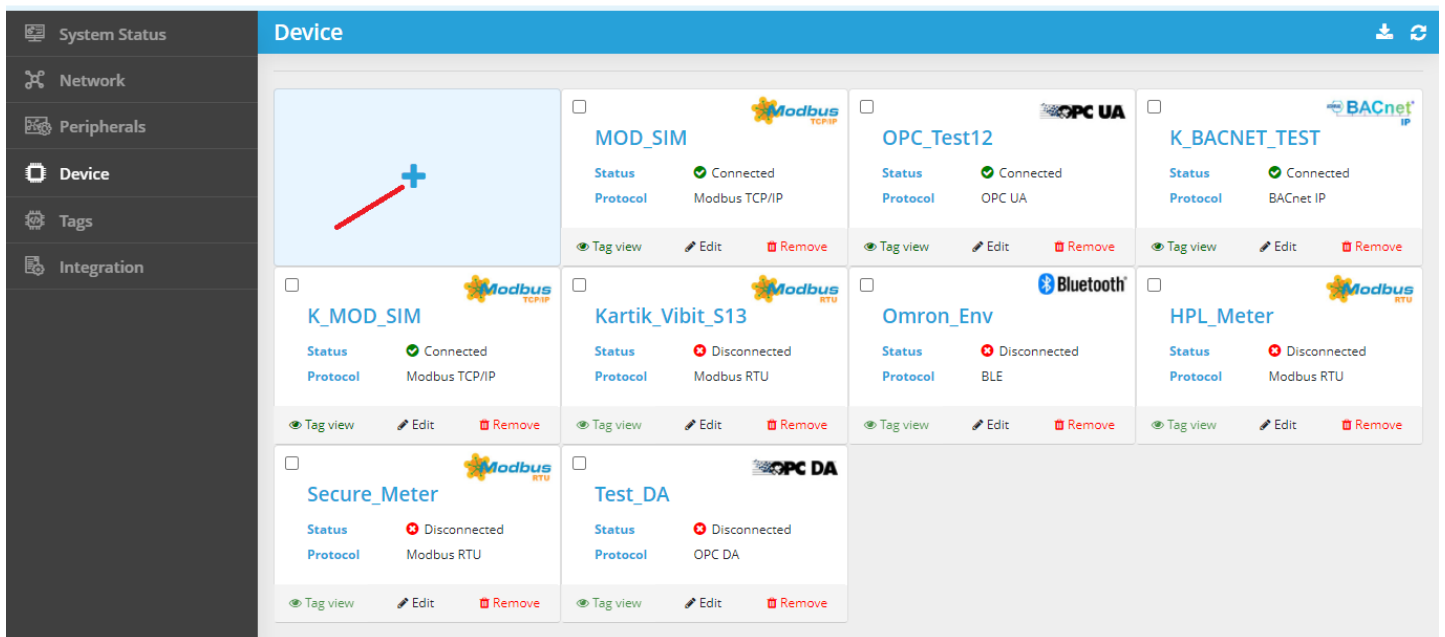 System Status
Network
Peripherals
Device
Tags
Integration
Device
Modbus
TCP/IP
MOD_SIM
Status Connected
Protocol Modbus TCP/IP
Tag view Edit Remove
OPC UA
OPC_Test12
Status Connected
Protocol OPC UA
Tag view Edit Remove
BACnet
IP
K_BACNET_TEST
Status Connected
Protocol BACnet IP
Tag view Edit Remove
Modbus
TCP/IP
K_MOD_SIM
Status Connected
Protocol Modbus TCP/IP
Tag view Edit Remove
Modbus
RTU
Kartik_Vibit_S13
Status Disconnected
Protocol Modbus RTU
Tag view Edit Remove
Bluetooth
Omron_Env
Status Disconnected
Protocol BLE
Tag view Edit Remove
Modbus
RTU
HPL_Meter
Status Disconnected
Protocol Modbus RTU
Tag view Edit Remove
Modbus
RTU
Secure_Meter
Status Disconnected
Protocol Modbus RTU
Tag view Edit Remove
OPC DA
Test_DA
Status Disconnected
Protocol OPC DA
Tag view Edit Remove